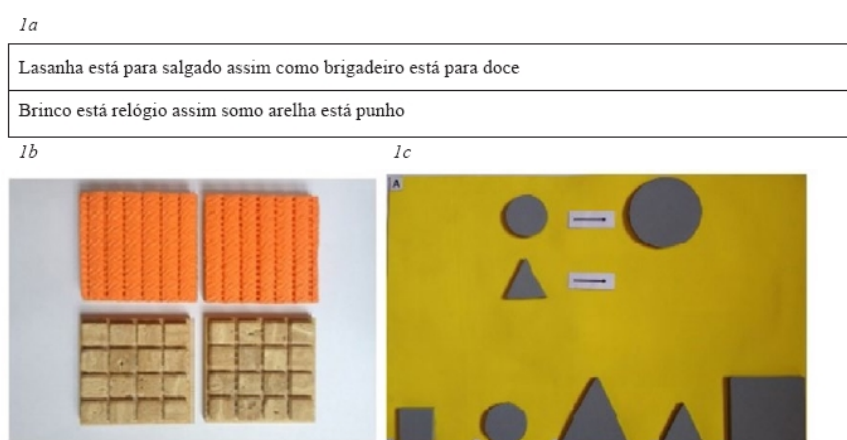 1a
Lasanha está para salgado assim como brigadeiro está para doce
Brinco está relógio assim somo arelha está punho
1b
1c
A